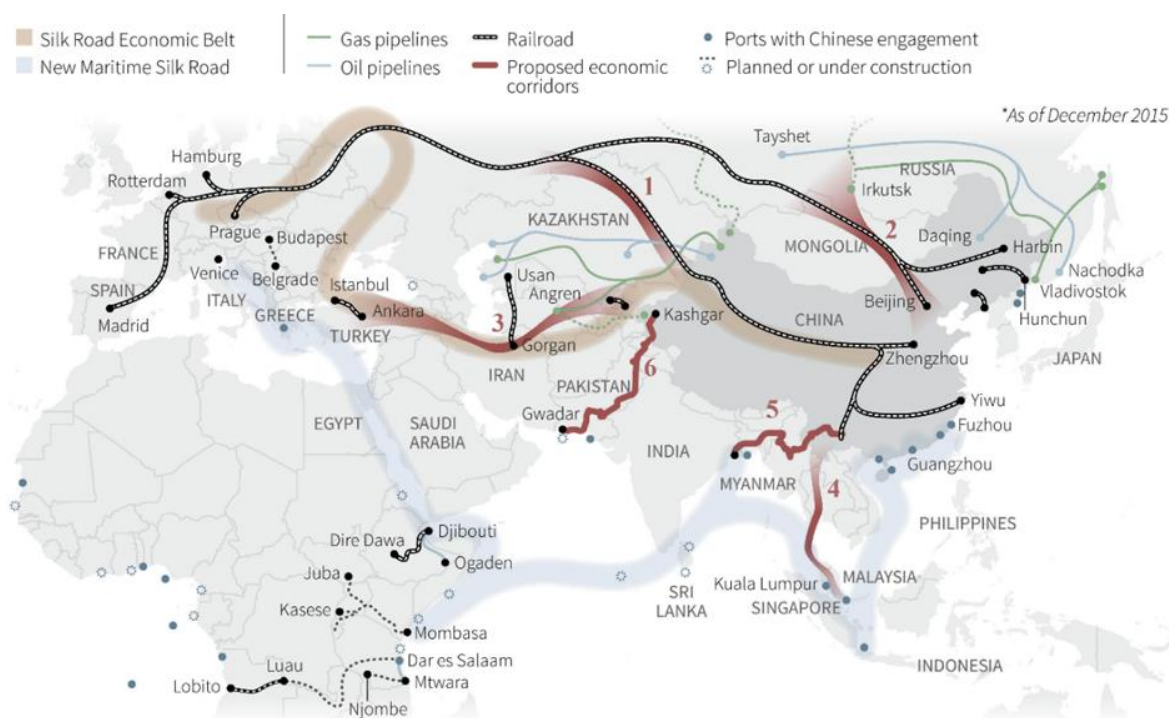 Silk Road Economic Belt
New Maritime Silk Road
Gas pipelines
Oil pipelines
Railroad
Proposed economic
corridors
Ports with Chinese engagement
Planned or under construction
*As of December 2015
Tayshet
Hamburg
RUSSIA
Rotterdam
1
Irkutsk
KAZAKHSTAN
2
Prague
Budapest
FRANCE
MONGOLIA
Daqing
Harbin
Venice
Belgrade
Usan
Nachodka
ITALY
Istanbul
Angren
Vladivostok
SPAIN
Beijing
Madrid
GREECE
Ankara
3
Kashgar
CHINA
Hunchun
TURKEY
Gorgan
Zhengzhou
JAPAN
IRAN
6
PAKISTAN
EGYPT
SAUDI
ARABIA
Gwadar
5
Yiwu
Fuzhou
INDIA
Guangzhou
MYANMAR
4
PHILIPPINES
Dire Dawa
Djibouti
Ogaden
Juba
Kuala Lumpur
MALAYSIA
SRI
LANKA
SINGAPORE
Kasese
Mombasa
Luau
Dar es Salaam
INDONESIA
Lobito
Mtwara
Njombe